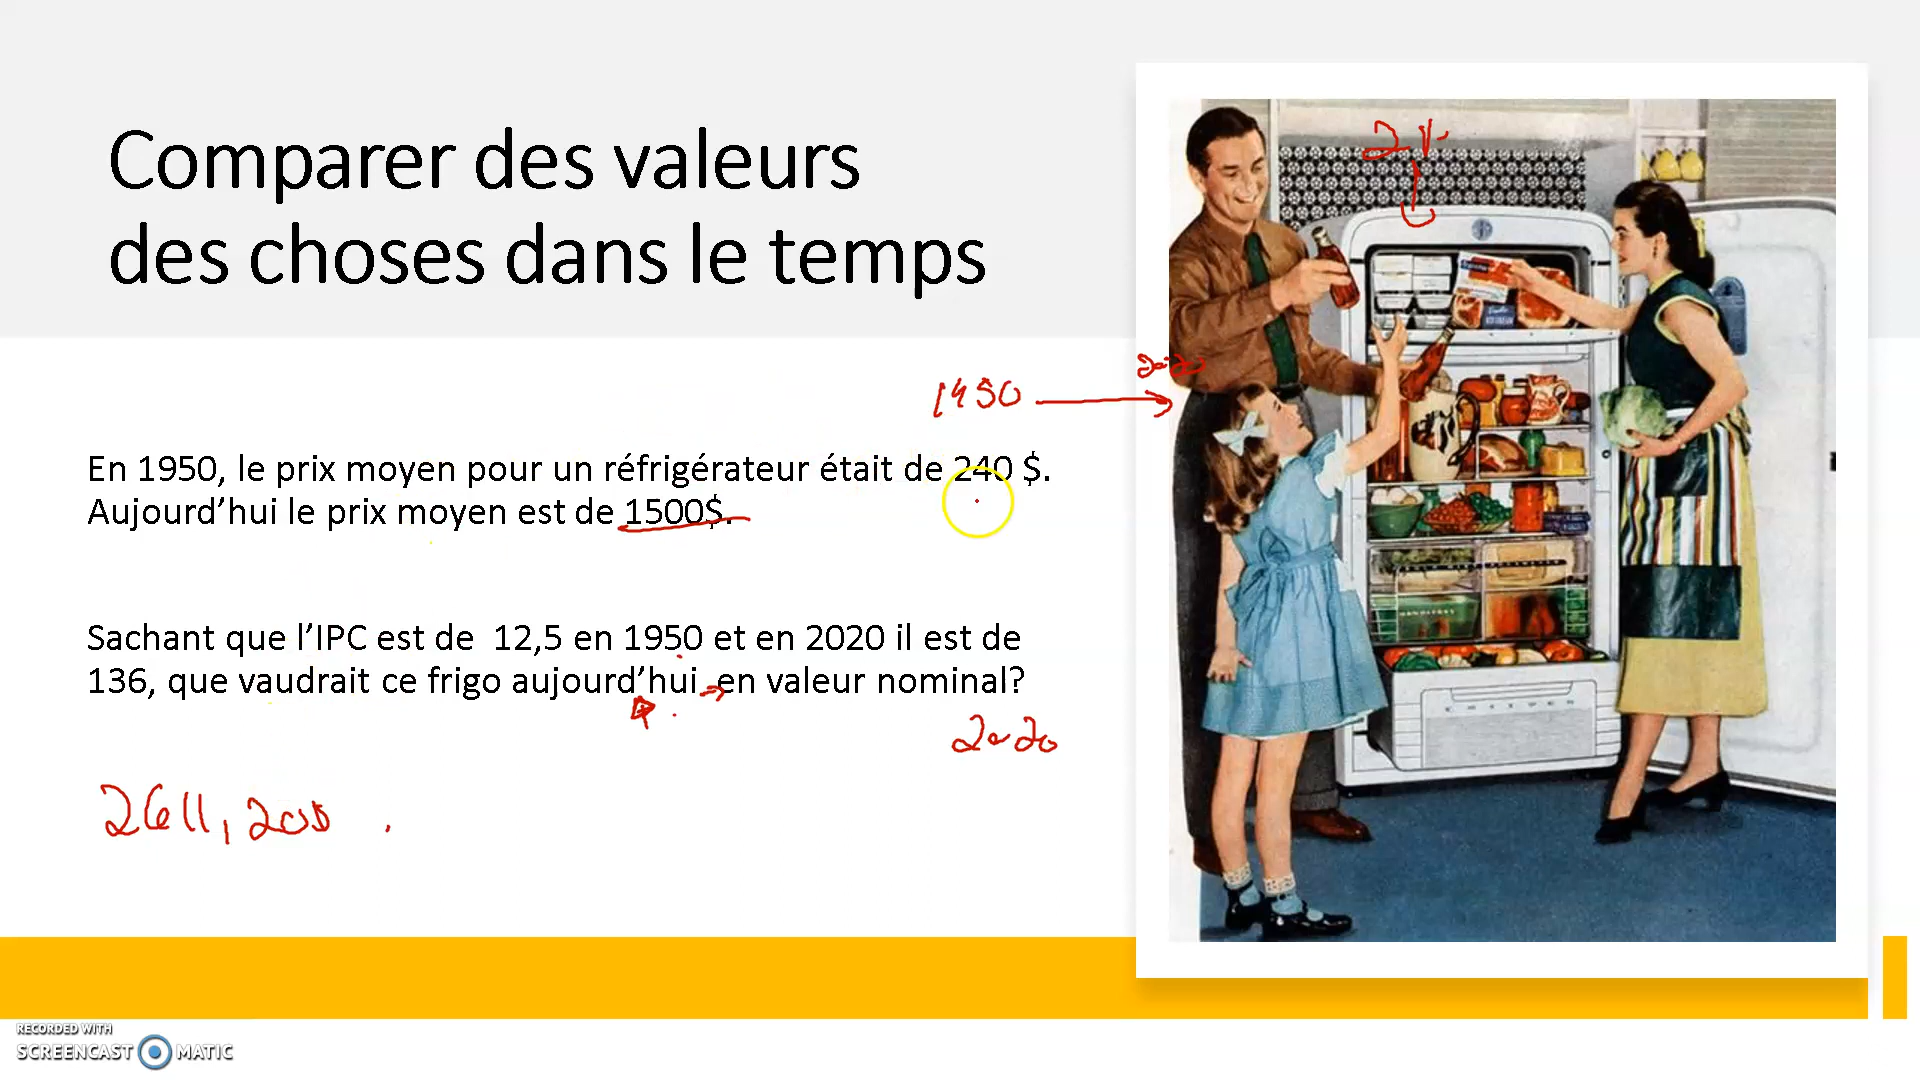 Comparer des valeurs
des choses dans le temps
2020
1950
En 1950, le prix moyen pour un réfrigérateur était de 240 $.
Aujourd’hui le prix moyen est de 1500$.
Sachant que l’IPC est de 12,5 en 1950 et en 2020 il est de
136, que vaudrait ce frigo aujourd’hui en valeur nominal?
2020
2611,20$
RECORDED WITH
SCREENCAST MATIC